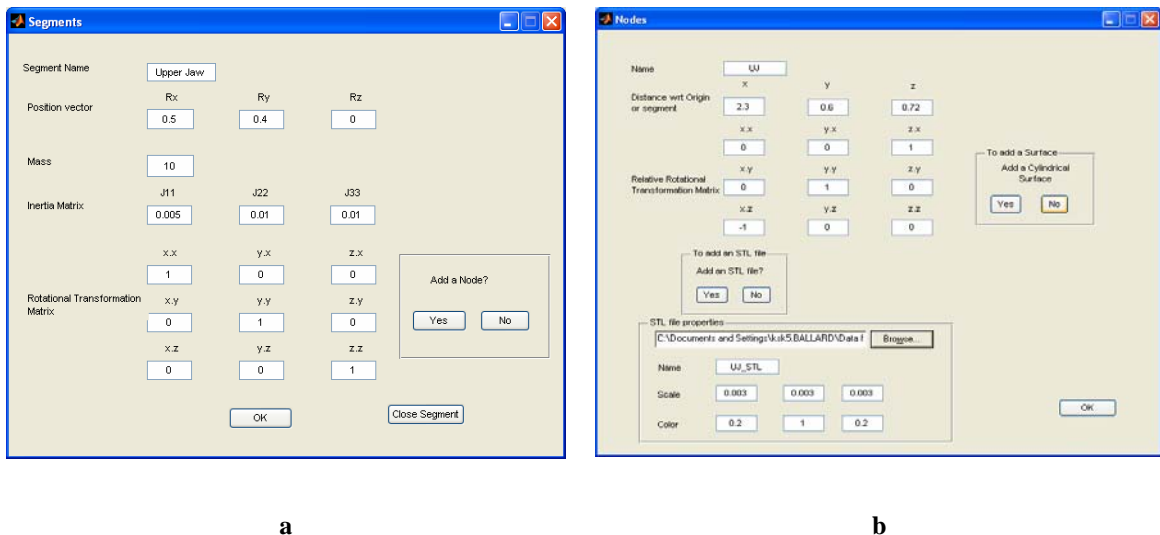 Segments
Segment Name Upper Jaw
Rx Ry Rz
Position vector 0.5 0.4 0
Mass 10
J11 J22 J33
Inertia Matrix 0.005 0.01 0.01
x.x y.x z.x
1 0 0
Rotational Transformation Matrix
x.y y.y z.y
0 1 0
x.z y.z z.z
0 0 1
Add a Node?
Yes No
OK Close Segment
a
Nodes
Name UJ
x y z
Distance wrt Origin
or segment
2.3 0.6 0.72
x.x y.x z.x
0 0 1
x.y y.y z.y
Relative Rotational
Transformation Matrix
0 1 0
x.z y.z z.z
-1 0 0
To add a Surface
Add a Cylindrical
Surface
Yes No
To add an STL file
Add an STL file?
Yes No
STL file properties
C:\Documents and Settings\ksk5.BALLARD\Data Browse...
Name UJ_STL
Scale 0.003 0.003 0.003
Color 0.2 1 0.2
OK
b